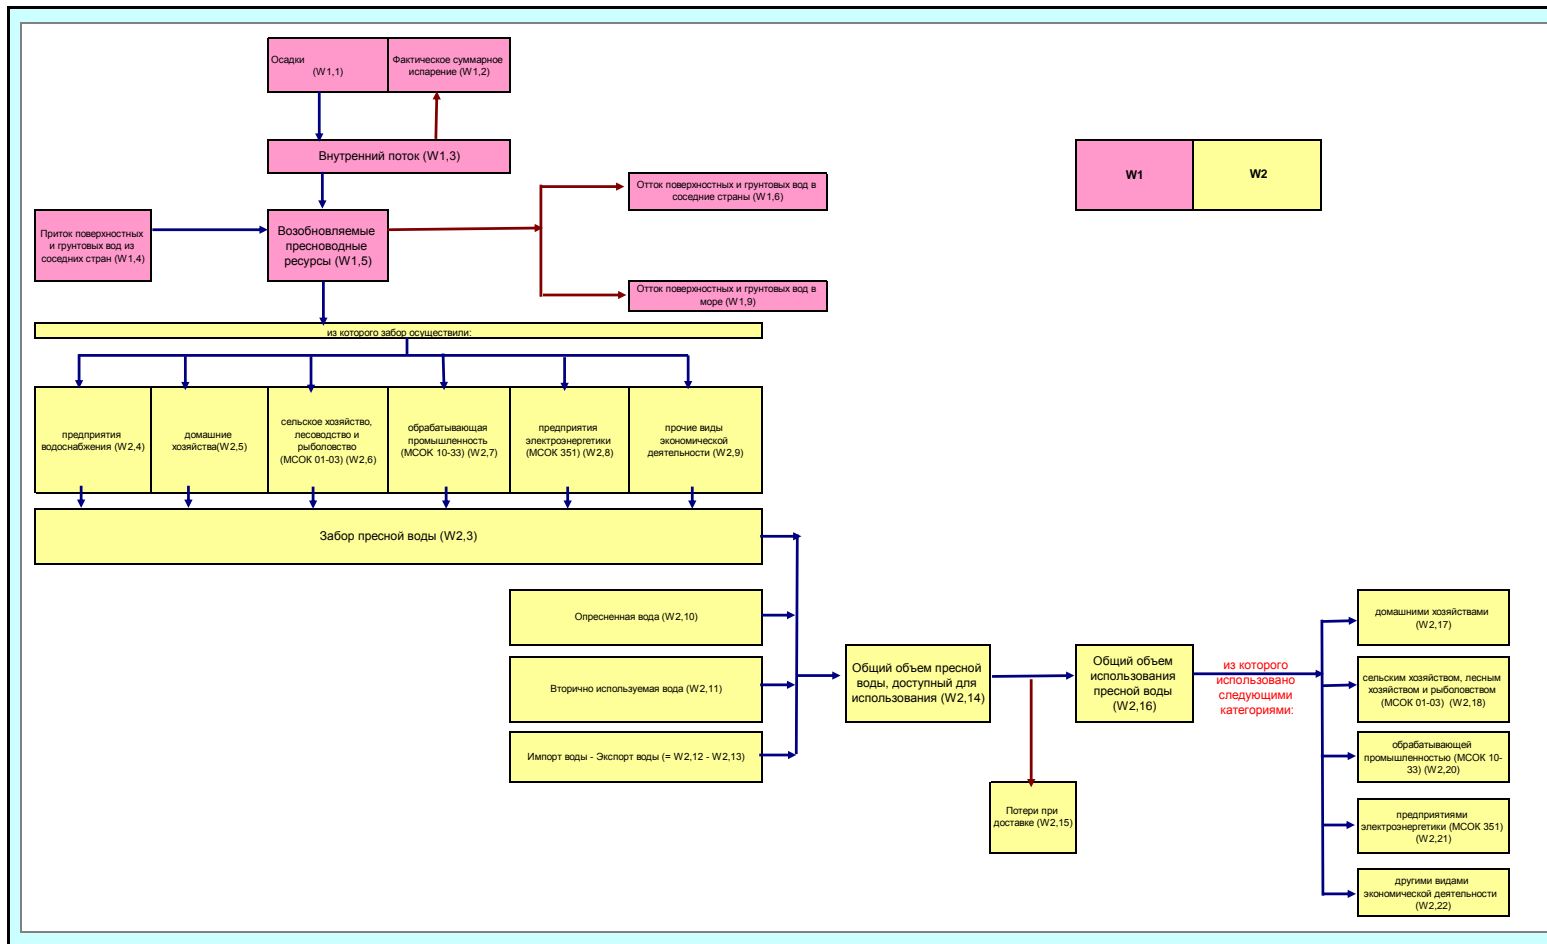 Осадки
(W1,1)
Фактическое суммарное
испарение (W1,2)
Внутренний поток (W1,3)
W1
W2
Отток поверхностных и грунтовых вод в
соседние страны (W1,6)
Приток поверхностных
и грунтовых вод из
соседних стран (W1,4)
Возобновляемые
пресноводные
ресурсы (W1,5)
Отток поверхностных и грунтовых вод в
море (W1,9)
из которого забор осуществили:
предприятия
водоснабжения (W2,4)
домашние
хозяйства(W2,5)
сельское хозяйство,
лесоводство и
рыболовство
(МСОК 01-03) (W2,6)
обрабатывающая
промышленность
(МСОК 10-33) (W2,7)
предприятия
электроэнергетики
(МСОК 351) (W2,8)
прочие виды
экономической
деятельности (W2,9)
Забор пресной воды (W2,3)
Опресненная вода (W2,10)
Вторично используемая вода (W2,11)
Импорт воды - Экспорт воды (= W2,12 - W2,13)
Общий объем пресной
воды, доступный для
использования (W2,14)
Потери при
доставке (W2,15)
Общий объем
использования
пресной воды
(W2,16)
из которого
использовано
следующими
категориями:
домашними хозяйствами
(W2,17)
сельским хозяйством, лесным
хозяйством и рыболовством
(МСОК 01-03) (W2,18)
обрабатывающей
промышленностью (МСОК 10-
33) (W2,20)
предприятиями
электроэнергетики (МСОК 351)
(W2,21)
другими видами
экономической деятельности
(W2,22)